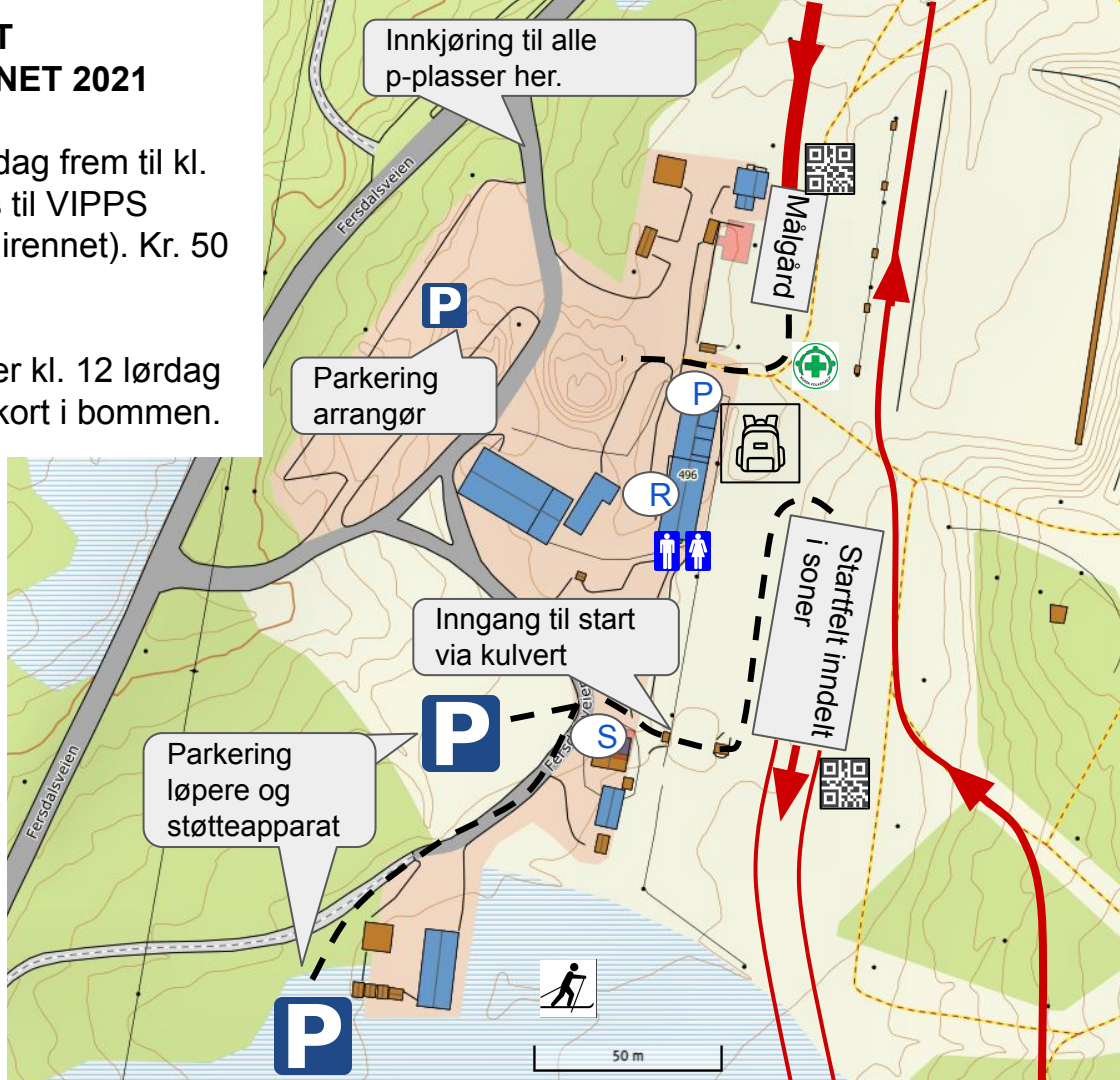 T
NET 2021
dag frem til kl.
s til VIPPS
irennet). Kr. 50
er kl. 12 lørdag
kort i bommen.
Innkjøring til alle
p-plasser her.
Fersdalsveien
Målgård
P
Parkering
arrangør
NORSK FOLKEHJELP
P
496
R
Startfelt inndelt
i soner
Inngang til start
via kulvert
P
S
Fersdalsveien
Parkering
løpere og
støtteapparat
Fersdalsveien
P
50 m